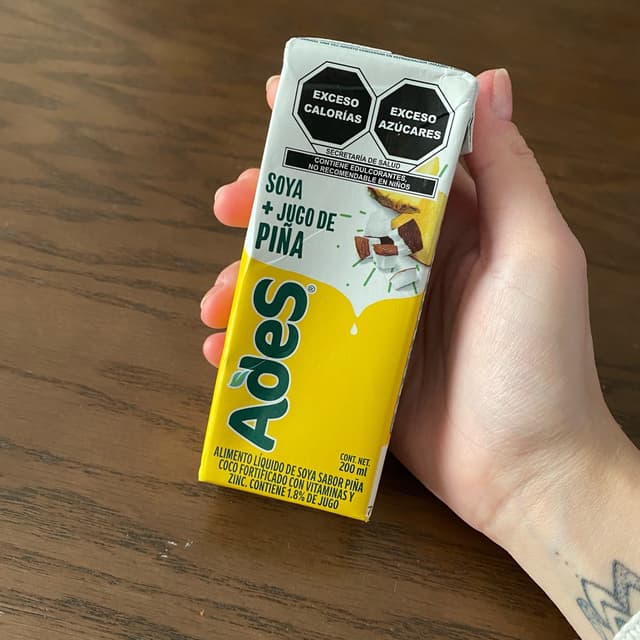 EXCESO
CALORÍAS
EXCESO
AZÚCARES
SECRETARÍA DE SALUD
CONTIENE EDULCORANTES,
NO RECOMENDABLE EN NIÑOS
SOYA
+ JUGO DE
PIÑA
AdeS®
ALIMENTO LÍQUIDO DE SOYA SABOR PIÑA
COCO FORTIFICADO CON VITAMINAS Y
ZINC. CONTIENE 1.8% DE JUGO
CONT. NET.
200 ml